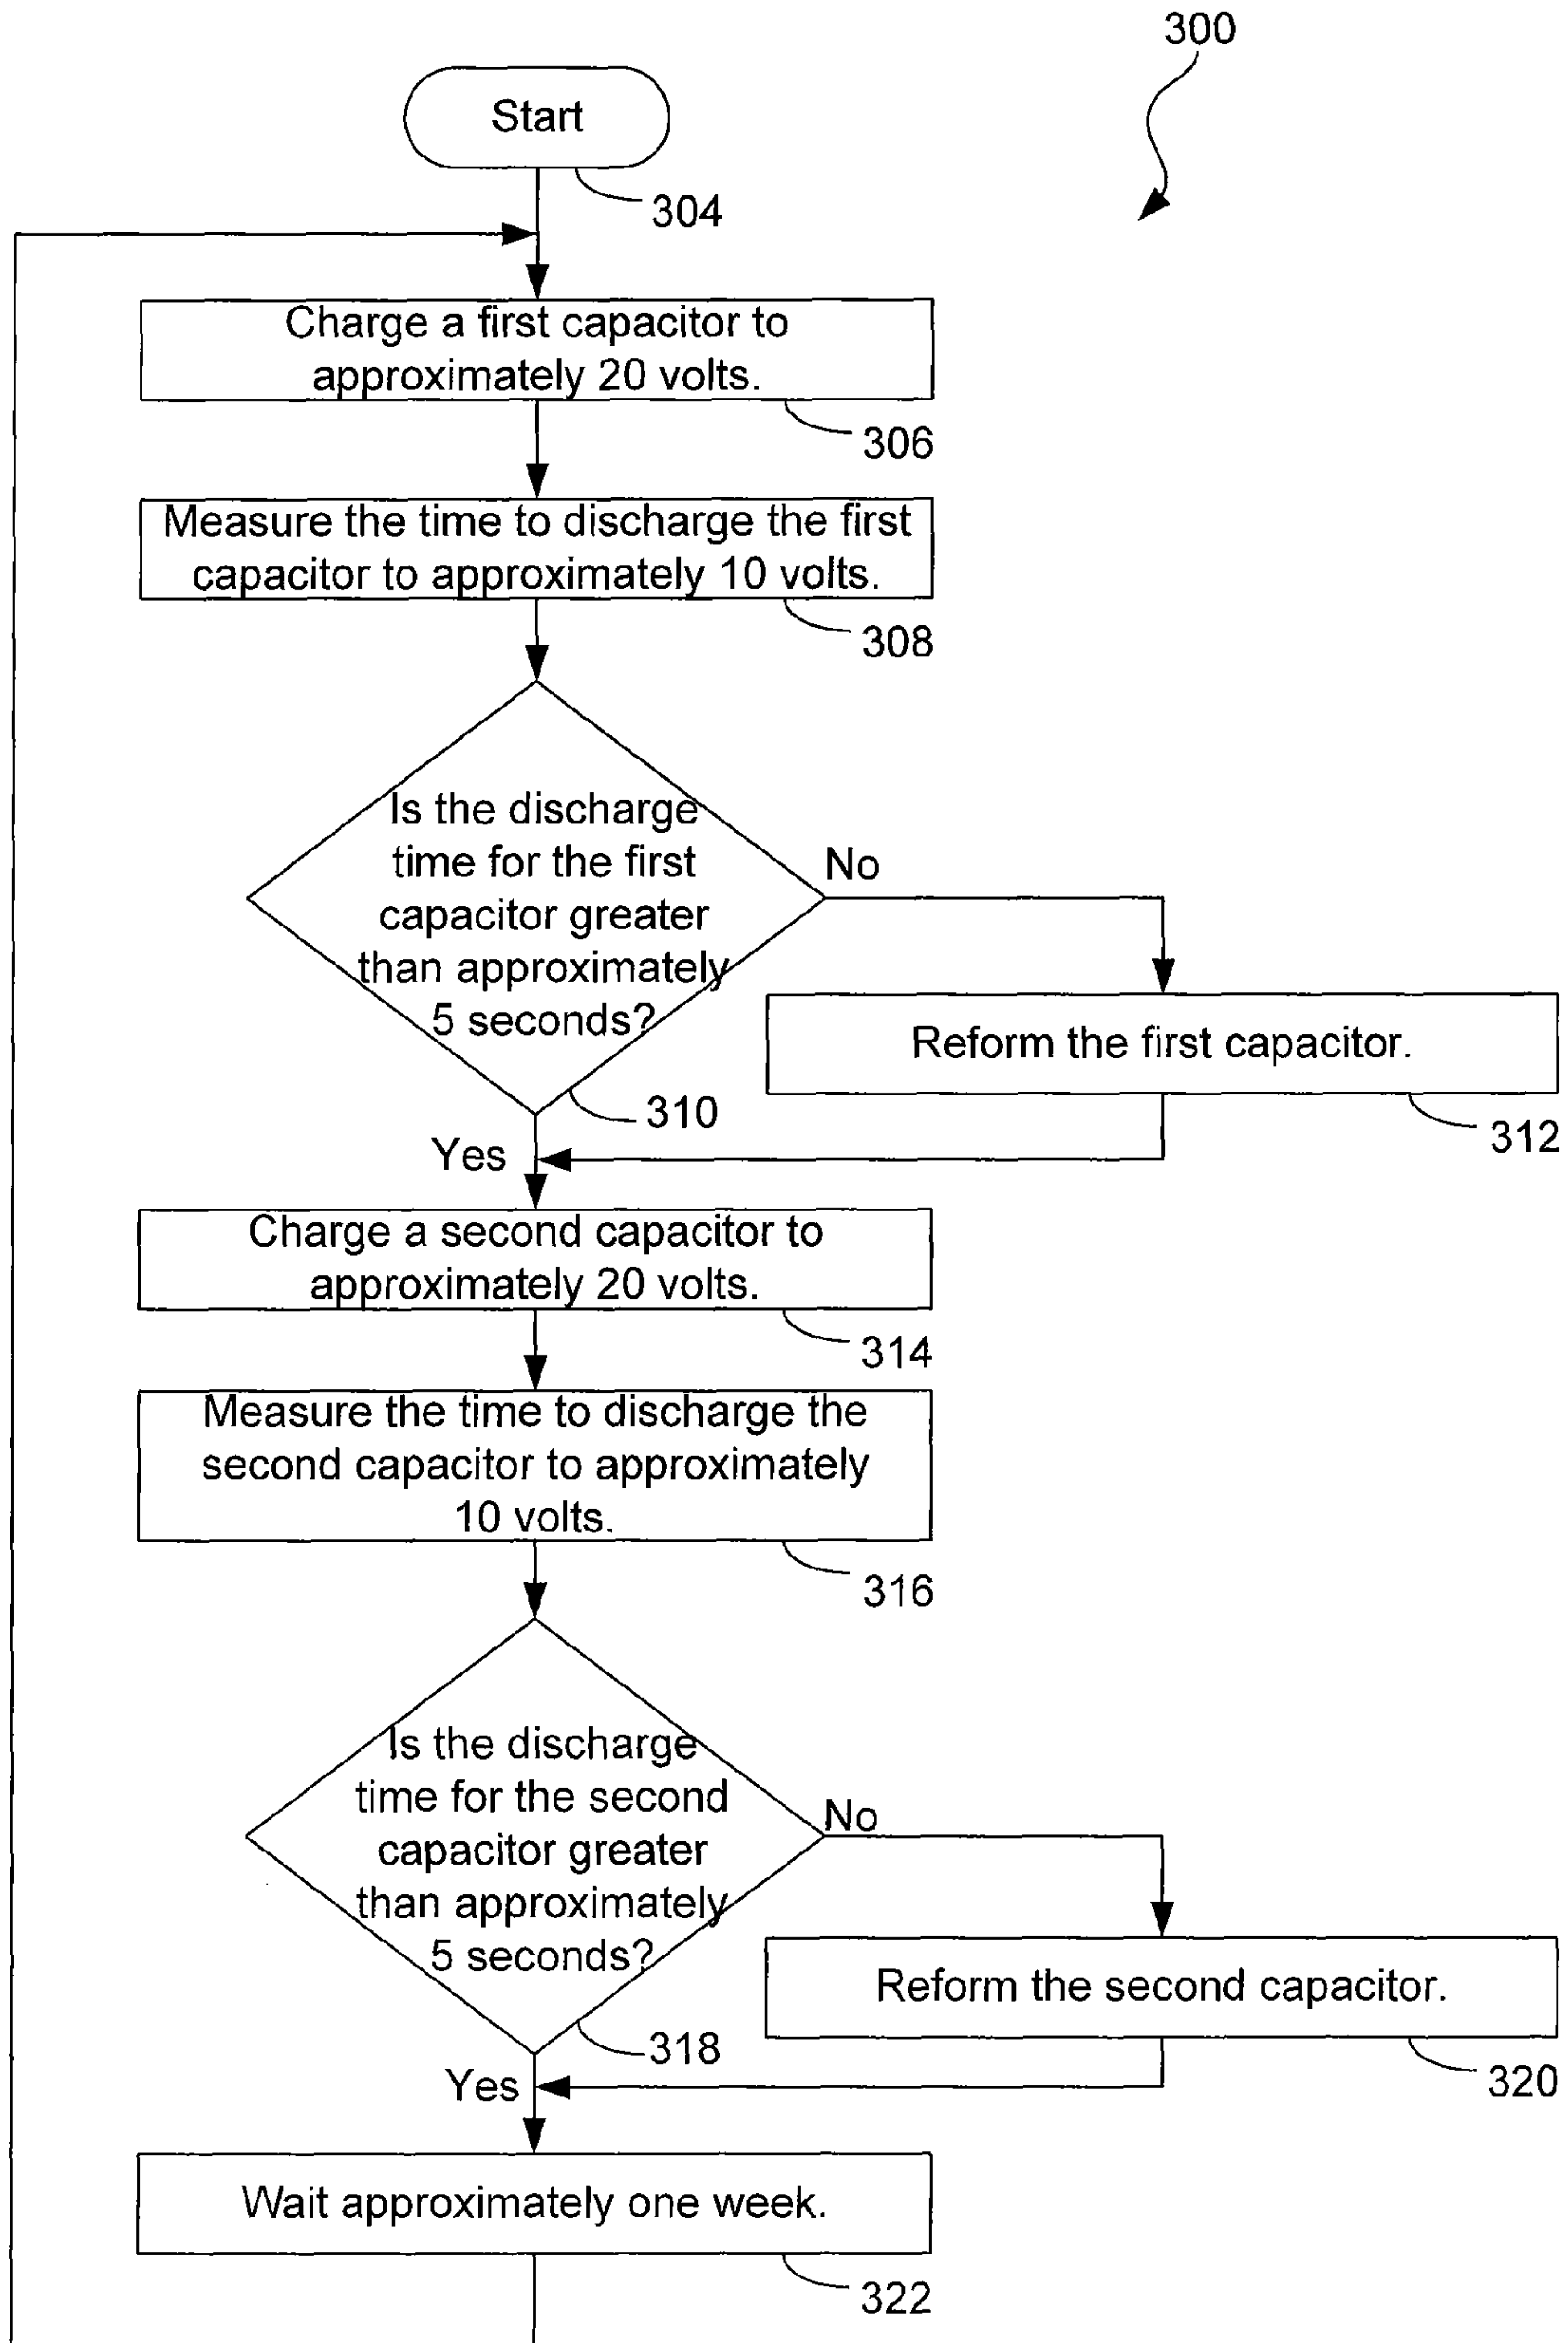 300
Start
304
Charge a first capacitor to
approximately 20 volts.
306
Measure the time to discharge the first
capacitor to approximately 10 volts.
308
Is the discharge
time for the first
capacitor greater
than approximately
5 seconds?
No
Reform the first capacitor.
310
312
Yes
Charge a second capacitor to
approximately 20 volts.
314
Measure the time to discharge the
second capacitor to approximately
10 volts.
316
Is the discharge
time for the second
capacitor greater
than approximately
5 seconds?
No
Reform the second capacitor.
318
320
Yes
Wait approximately one week.
322